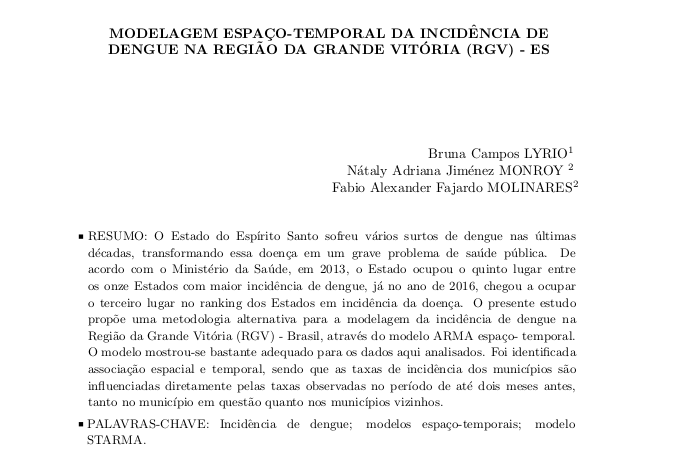 MODELAGEM ESPAÇO-TEMPORAL DA INCIDÊNCIA DE
DENGUE NA REGIÃO DA GRANDE VITÓRIA (RGV) - ES
Bruna Campos LYRIO¹
Nátaly Adriana Jiménez MONROY ²
Fabio Alexander Fajardo MOLINARES²
▪ RESUMO: O Estado do Espírito Santo sofreu vários surtos de dengue nas últimas
décadas, transformando essa doença em um grave problema de saúde pública. De
acordo com o Ministério da Saúde, em 2013, o Estado ocupou o quinto lugar entre
os onze Estados com maior incidência de dengue, já no ano de 2016, chegou a ocupar
o terceiro lugar no ranking dos Estados em incidência da doença. O presente estudo
propõe uma metodologia alternativa para a modelagem da incidência de dengue na
Região da Grande Vitória (RGV) - Brasil, através do modelo ARMA espaço- temporal.
O modelo mostrou-se bastante adequado para os dados aqui analisados. Foi identificada
associação espacial e temporal, sendo que as taxas de incidência dos municípios são
influenciadas diretamente pelas taxas observadas no período de até dois meses antes,
tanto no município em questão quanto nos municípios vizinhos.
▪ PALAVRAS-CHAVE: Incidência de dengue; modelos espaço-temporais; modelo
STARMA.